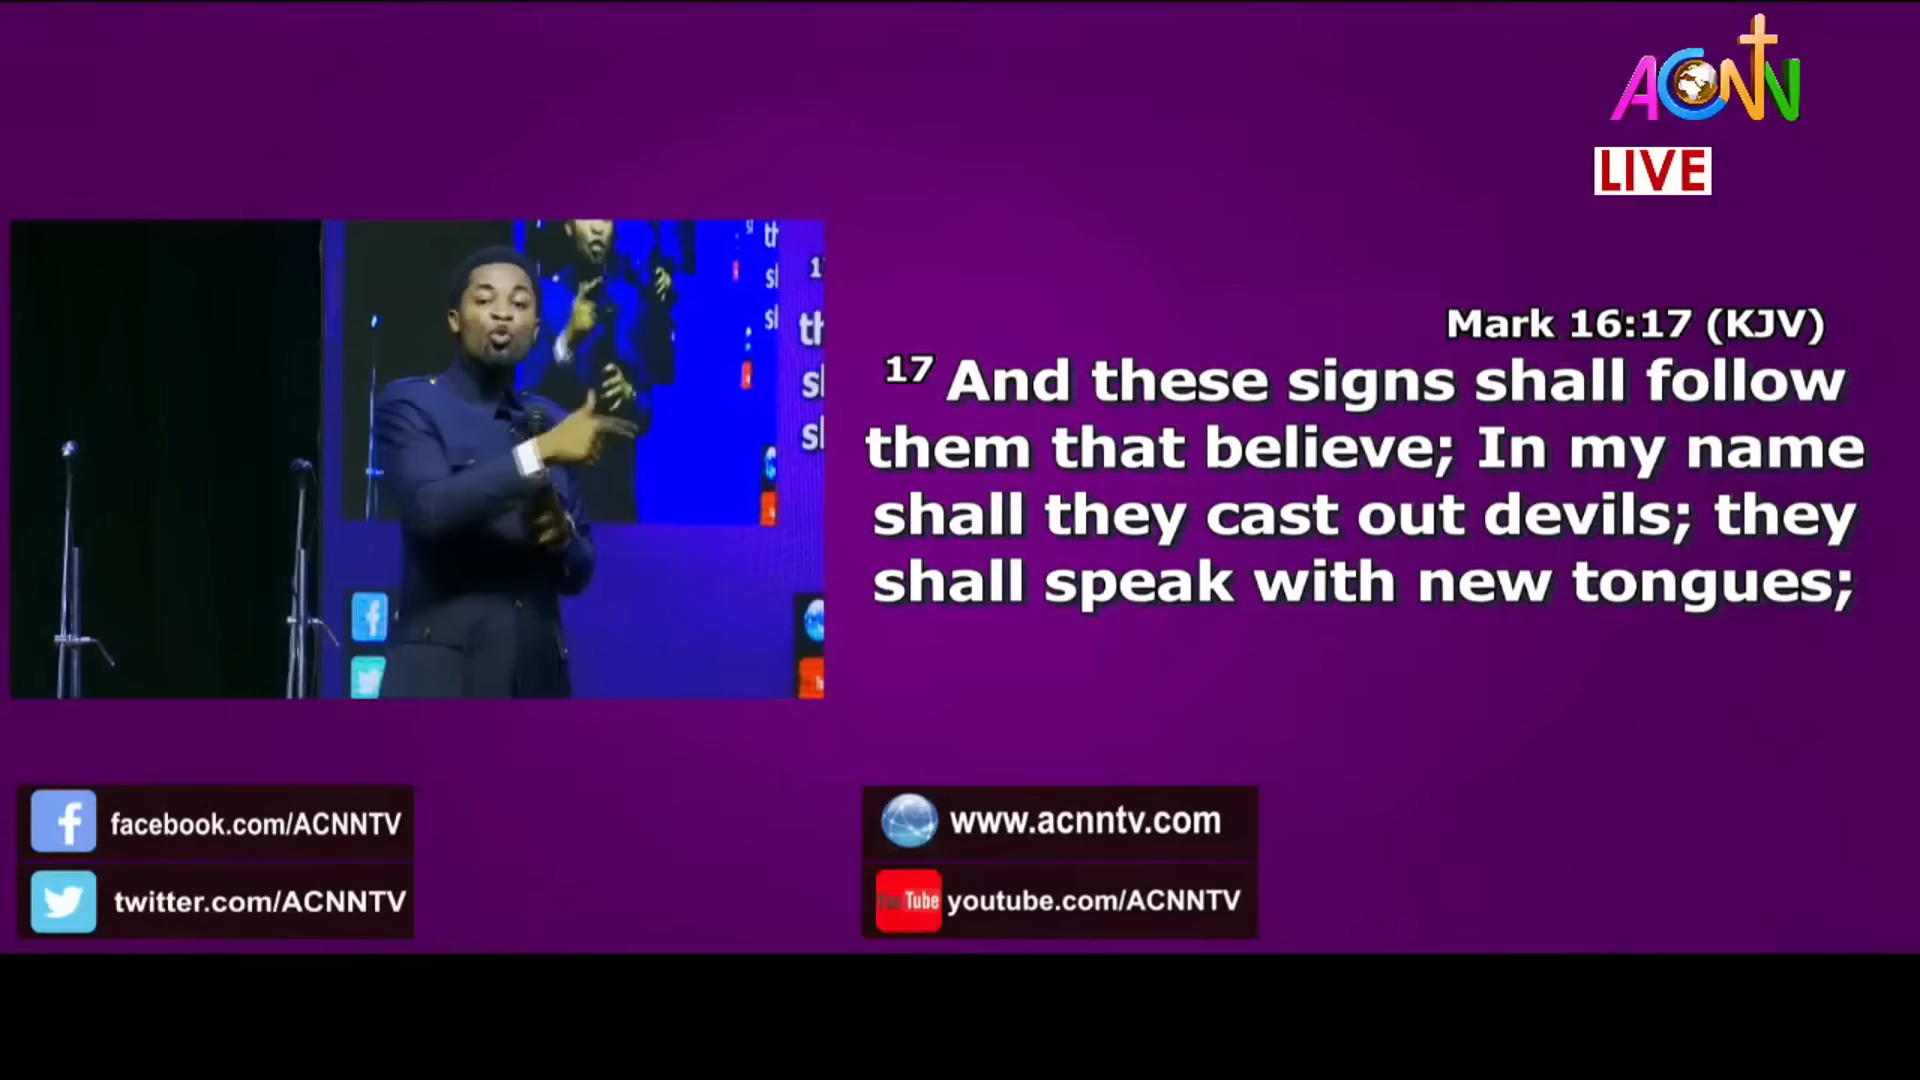 ACNN
LIVE
Mark 16:17 (KJV)
17 And these signs shall follow
them that believe; In my name
shall they cast out devils; they
shall speak with new tongues;
facebook.com/ACNNTV
twitter.com/ACNNTV
www.acnntv.com
YouTube
youtube.com/ACNNTV